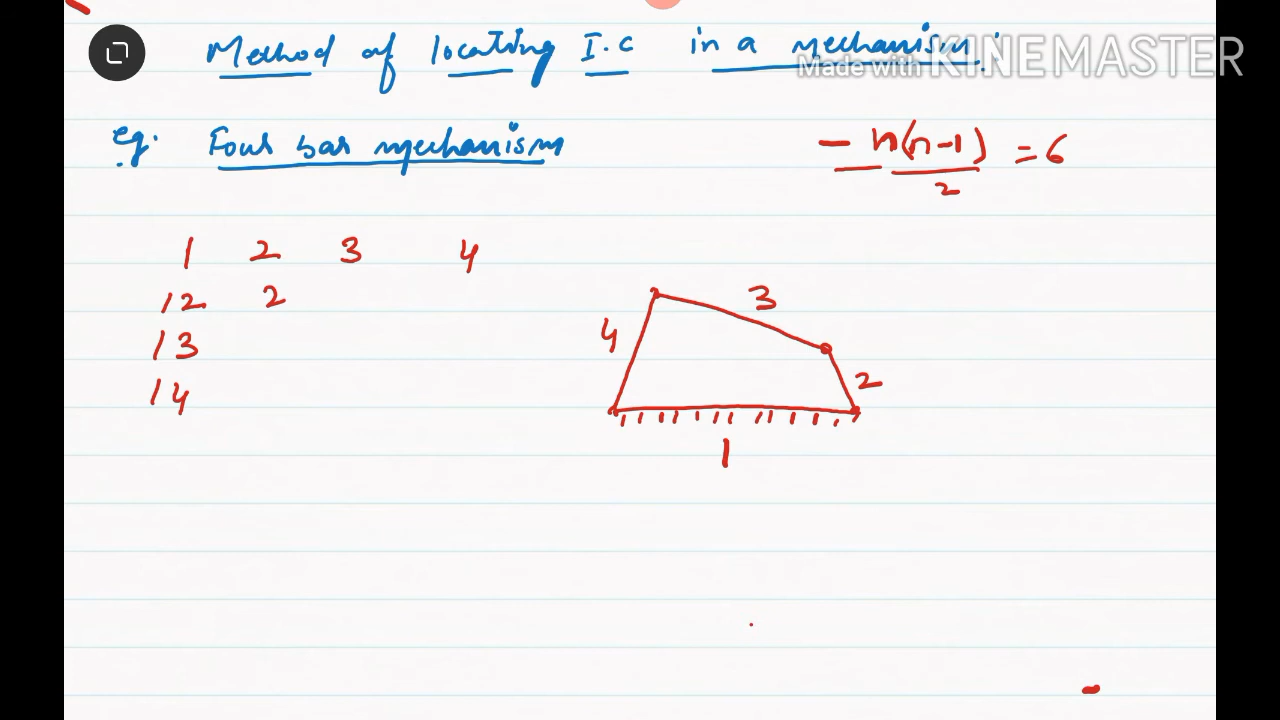 Method of locating I.C in a mechanism:
Made with KINEMASTER
eg. Four bar mechanism
- n(n-1)/2 = 6
1 2 3 4
12 2
13
14
3
4
2
1